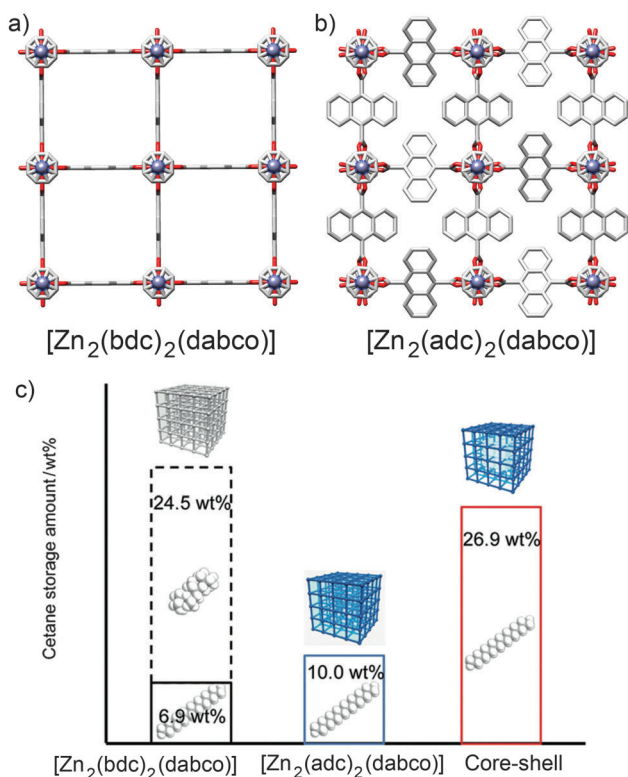 a)
b)
[Zn₂(bdc)₂(dabco)]
[Zn₂(adc)₂(dabco)]
c)
Cetane storage amount/wt%
24.5 wt%
6.9 wt%
10.0 wt%
26.9 wt%
[Zn₂(bdc)₂(dabco)]
[Zn₂(adc)₂(dabco)]
Core-shell